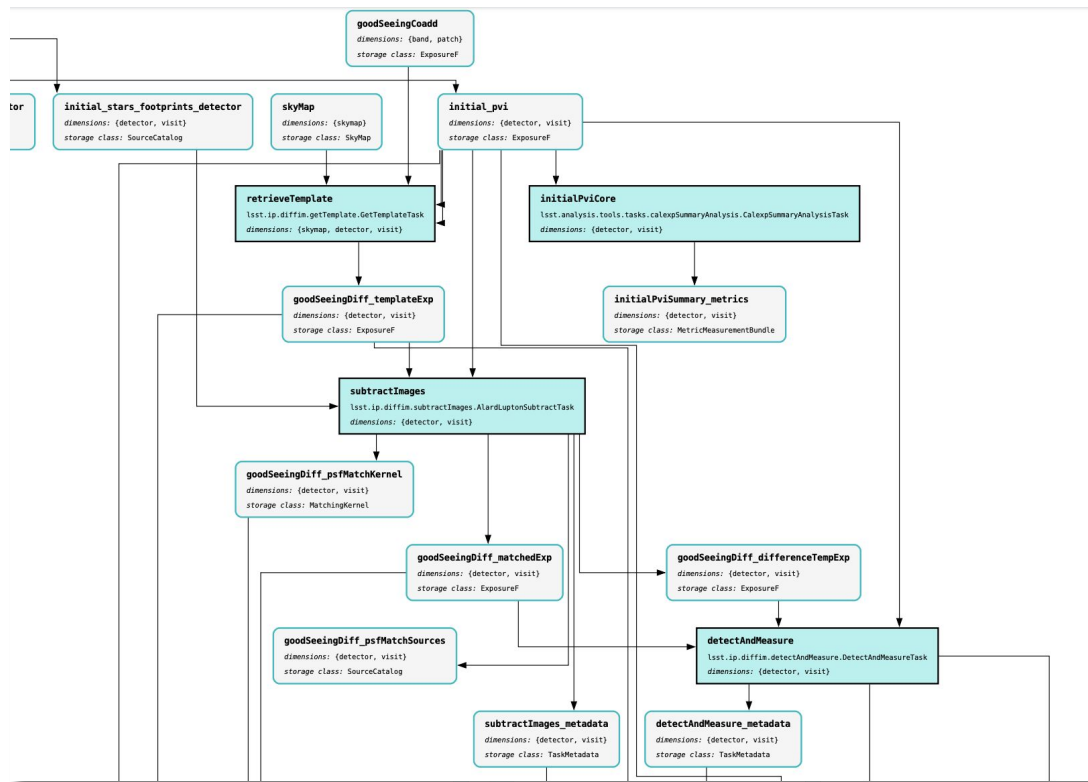 goodSeeingCoadd
dimensions: {band, patch}
storage class: ExposureF
tor
initial_stars_footprints_detector
dimensions: {detector, visit}
storage class: SourceCatalog
skyMap
dimensions: {skymap}
storage class: SkyMap
initial_pvi
dimensions: {detector, visit}
storage class: ExposureF
retrieveTemplate
lsst.ip.diffim.getTemplate.GetTemplateTask
dimensions: {skymap, detector, visit}
initialPviCore
lsst.analysis.tools.tasks.calexpSummaryAnalysis.CalexpSummaryAnalysisTask
dimensions: {detector, visit}
goodSeeingDiff_templateExp
dimensions: {detector, visit}
storage class: ExposureF
initialPviSummary_metrics
dimensions: {detector, visit}
storage class: MetricMeasurementBundle
subtractImages
lsst.ip.diffim.subtractImages.AlardLuptonSubtractTask
dimensions: {detector, visit}
goodSeeingDiff_psfMatchKernel
dimensions: {detector, visit}
storage class: MatchingKernel
goodSeeingDiff_matchedExp
dimensions: {detector, visit}
storage class: ExposureF
goodSeeingDiff_differenceTempExp
dimensions: {detector, visit}
storage class: ExposureF
goodSeeingDiff_psfMatchSources
dimensions: {detector, visit}
storage class: SourceCatalog
detectAndMeasure
lsst.ip.diffim.detectAndMeasure.DetectAndMeasureTask
dimensions: {detector, visit}
subtractImages_metadata
dimensions: {detector, visit}
storage class: TaskMetadata
detectAndMeasure_metadata
dimensions: {detector, visit}
storage class: TaskMetadata